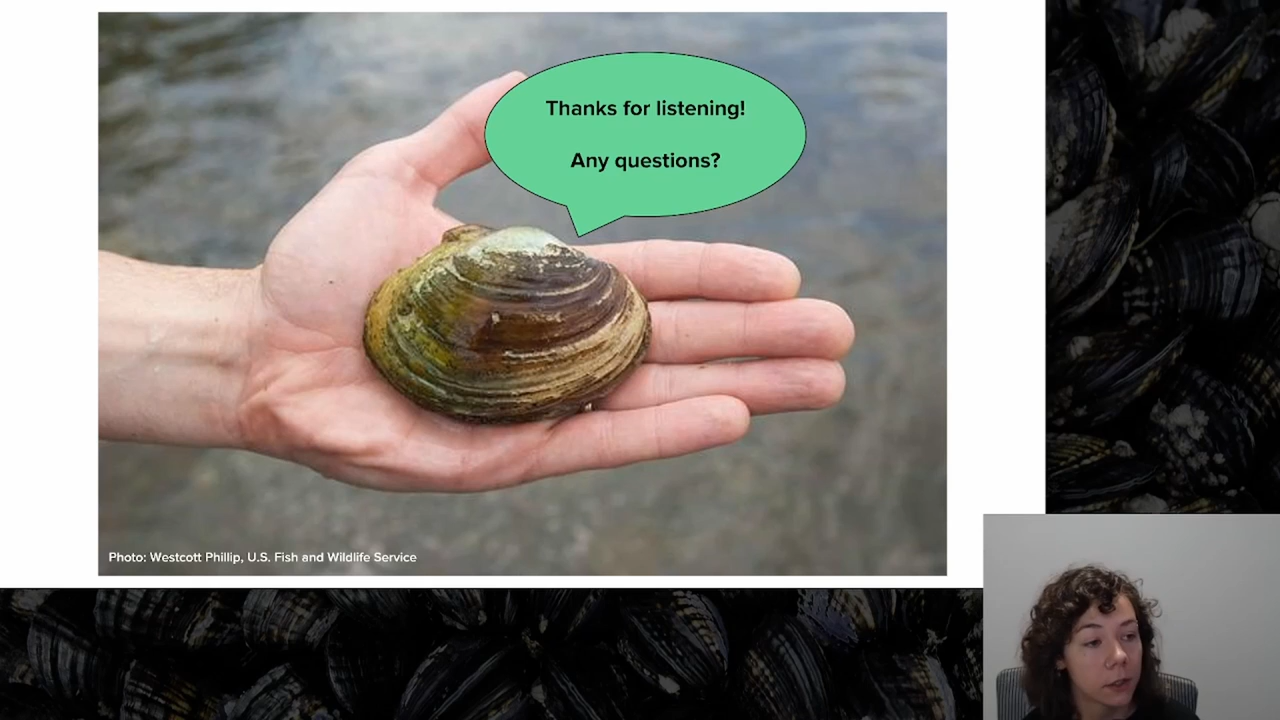 Thanks for listening!
Any questions?
Photo: Westcott Phillip, U.S. Fish and Wildlife Service